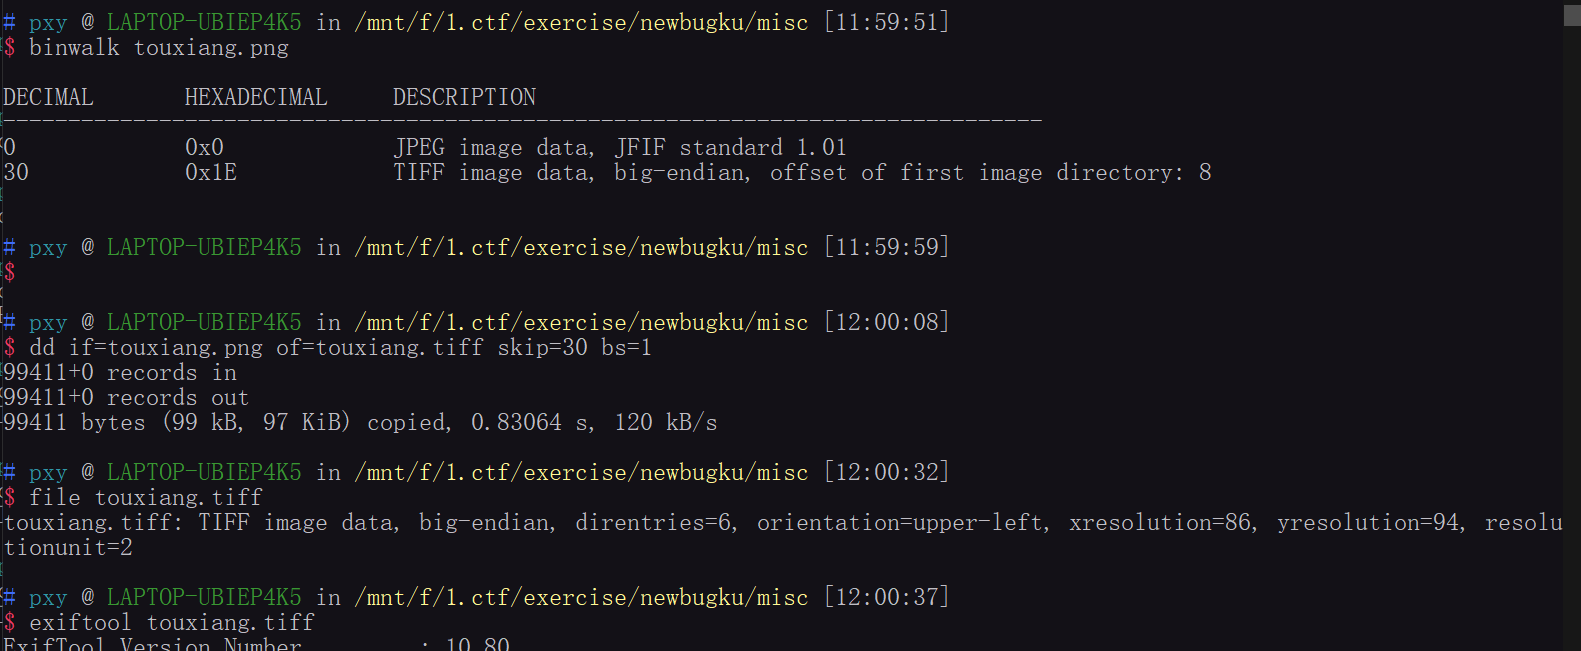 # pxy @ LAPTOP-UBIEP4K5 in /mnt/f/1.ctf/exercise/newbugku/misc [11:59:51]
$ binwalk touxiang.png
DECIMAL       HEXADECIMAL     DESCRIPTION
--------------------------------------------------------------------------------
0             0x0             JPEG image data, JFIF standard 1.01
30            0x1E            TIFF image data, big-endian, offset of first image directory: 8
# pxy @ LAPTOP-UBIEP4K5 in /mnt/f/1.ctf/exercise/newbugku/misc [11:59:59]
$
# pxy @ LAPTOP-UBIEP4K5 in /mnt/f/1.ctf/exercise/newbugku/misc [12:00:08]
$ dd if=touxiang.png of=touxiang.tiff skip=30 bs=1
99411+0 records in
99411+0 records out
99411 bytes (99 kB, 97 KiB) copied, 0.83064 s, 120 kB/s
# pxy @ LAPTOP-UBIEP4K5 in /mnt/f/1.ctf/exercise/newbugku/misc [12:00:32]
$ file touxiang.tiff
touxiang.tiff: TIFF image data, big-endian, direntries=6, orientation=upper-left, xresolution=86, yresolution=94, resolu
tionunit=2
# pxy @ LAPTOP-UBIEP4K5 in /mnt/f/1.ctf/exercise/newbugku/misc [12:00:37]
$ exiftool touxiang.tiff
ExifTool Version Number         : 10.80